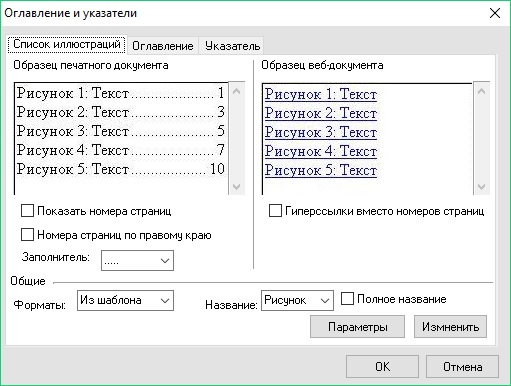 Оглавление и указатели
Список иллюстраций Оглавление Указатель
Образец печатного документа
Рисунок 1: Текст.................... 1
Рисунок 2: Текст.................... 3
Рисунок 3: Текст.................... 5
Рисунок 4: Текст.................... 7
Рисунок 5: Текст.................. 10
Образец веб-документа
Рисунок 1: Текст
Рисунок 2: Текст
Рисунок 3: Текст
Рисунок 4: Текст
Рисунок 5: Текст
Показать номера страниц
Номера страниц по правому краю
Заполнитель: .....
Гиперссылки вместо номеров страниц
Общие
Форматы: Из шаблона Название: Рисунок Полное название
Параметры Измненить
OK Отмена